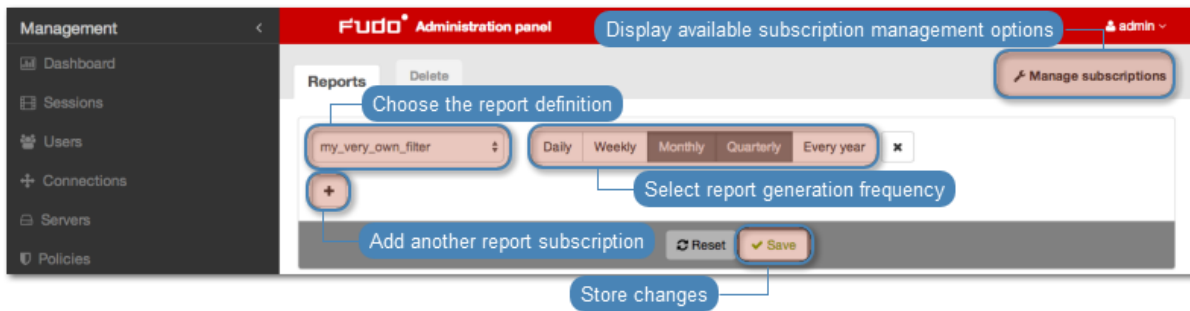 Management
FUDO Administration panel
Display available subscription management options
admin
Dashboard
Reports
Delete
Manage subscriptions
Sessions
Choose the report definition
Users
my_very_own_filter
Daily
Weekly
Monthly
Quarterly
Every year
Connections
Select report generation frequency
Servers
Add another report subscription
Reset
Save
Policies
Store changes